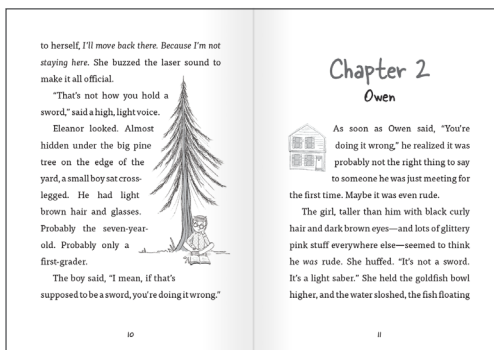 to herself, I'll move back there. Because I'm not
staying here. She buzzed the laser sound to
make it all official.
“That's not how you hold a
sword,” said a high, light voice.
Eleanor looked. Almost
hidden under the big pine
tree on the edge of the
yard, a small boy sat cross-
legged. He had light
brown hair and glasses.
Probably the seven-year-
old. Probably only a
first-grader.
The boy said, “I mean, if that's
supposed to be a sword, you're doing it wrong.”
10
Chapter 2
Owen
As soon as Owen said, “You're
doing it wrong,” he realized it was
probably not the right thing to say
to someone he was just meeting for
the first time. Maybe it was even rude.
The girl, taller than him with black curly
hair and dark brown eyes—and lots of glittery
pink stuff everywhere else—seemed to think
he was rude. She huffed. “It's not a sword.
It's a light saber.” She held the goldfish bowl
higher, and the water sloshed, the fish floating
11